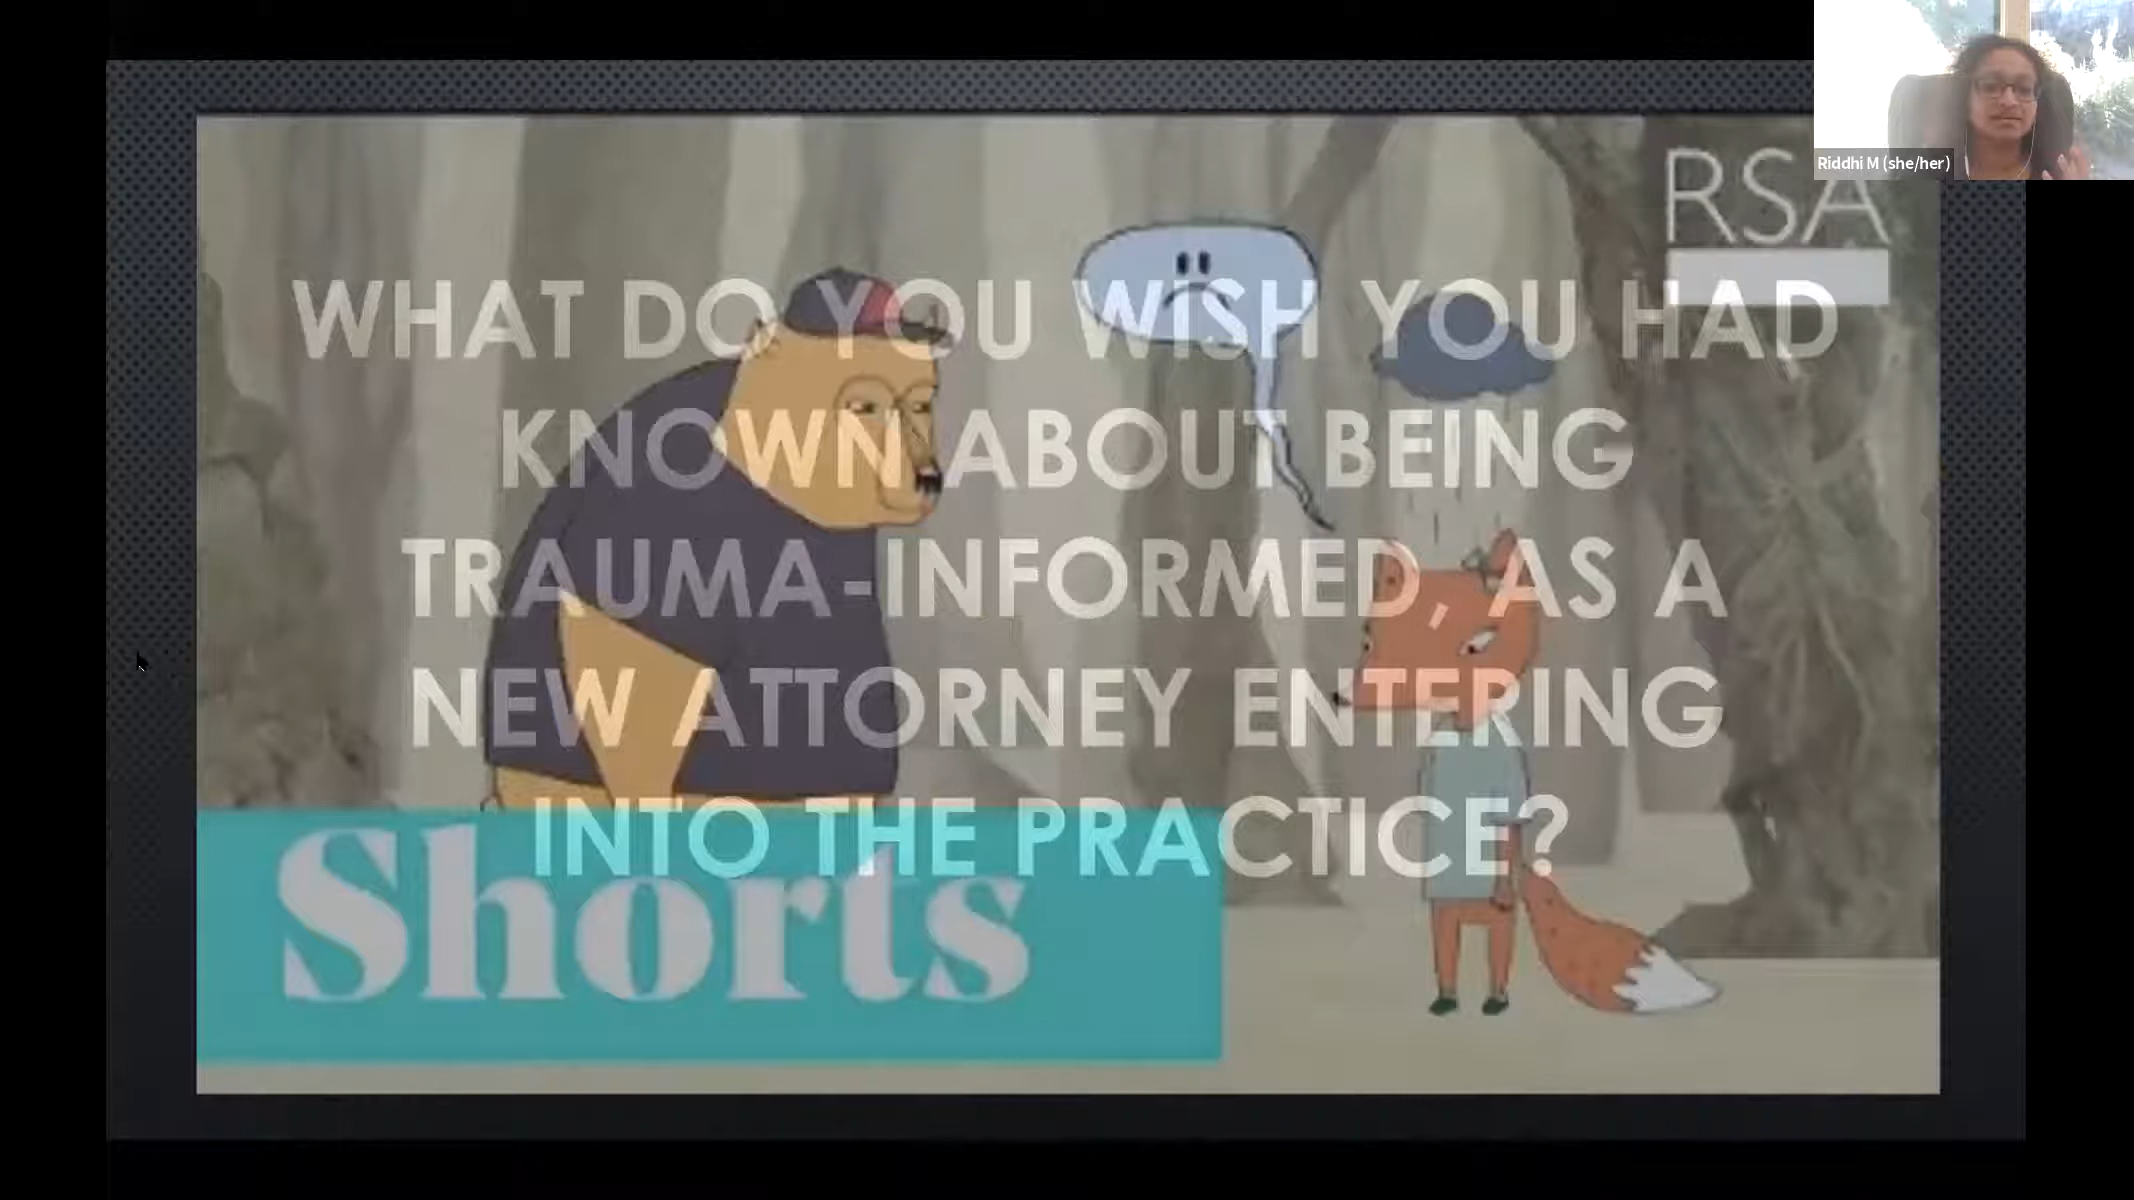 Riddhi M (she/her)
RSA
WHAT DO YOU WISH YOU HAD
KNOWN ABOUT BEING
TRAUMA-INFORMED, AS A
NEW ATTORNEY ENTERING
INTO THE PRACTICE?
Shorts